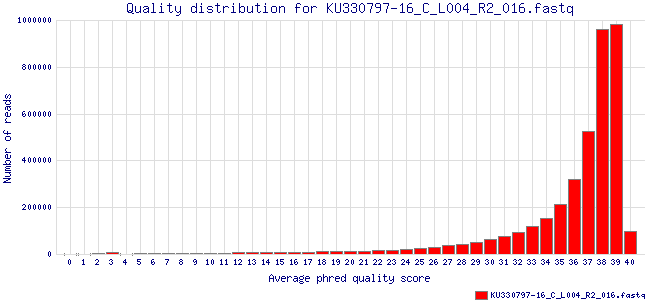 Quality distribution for KU330797-16_C_L004_R2_016.fastq
1000000
800000
600000
400000
200000
0
Number of reads
0 1 2 3 4 5 6 7 8 9 10 11 12 13 14 15 16 17 18 19 20 21 22 23 24 25 26 27 28 29 30 31 32 33 34 35 36 37 38 39 40
Average phred quality score
KU330797-16_C_L004_R2_016.fastq